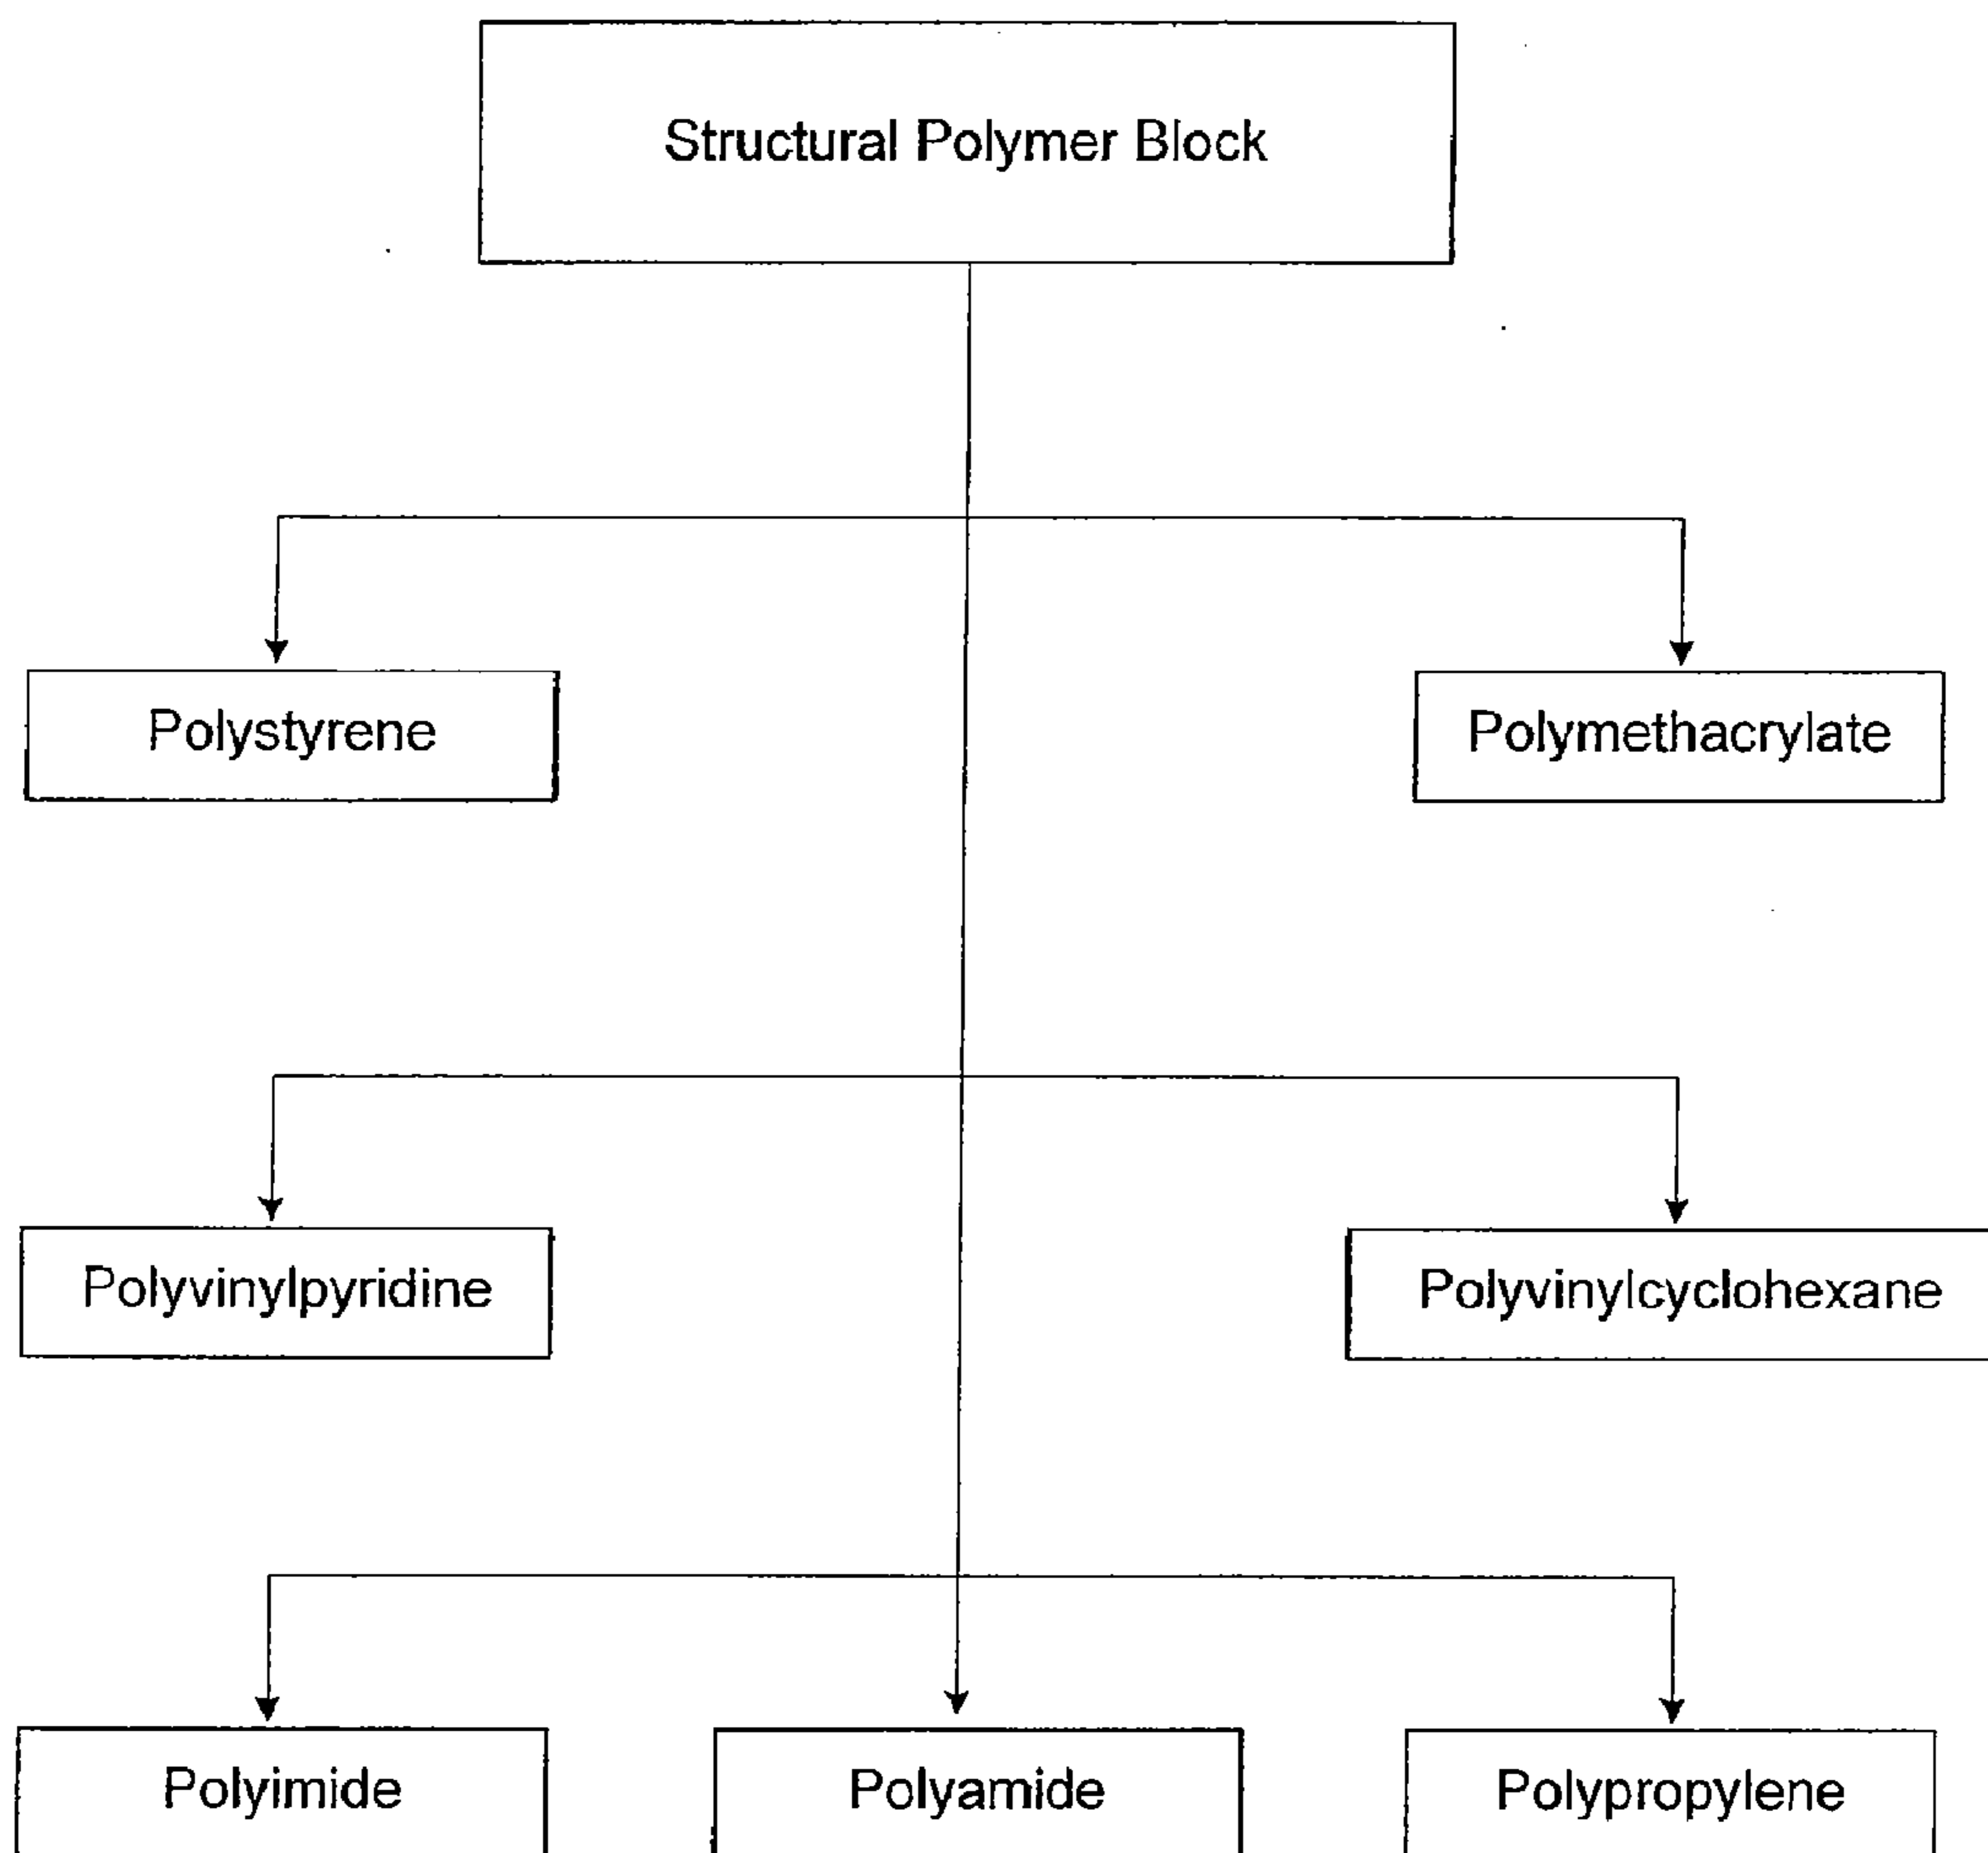 Structural Polymer Block
Polystyrene
Polymethacrylate
Polyvinylpyridine
Polyvinylcyclohexane
Polyimide
Polyamide
Polypropylene